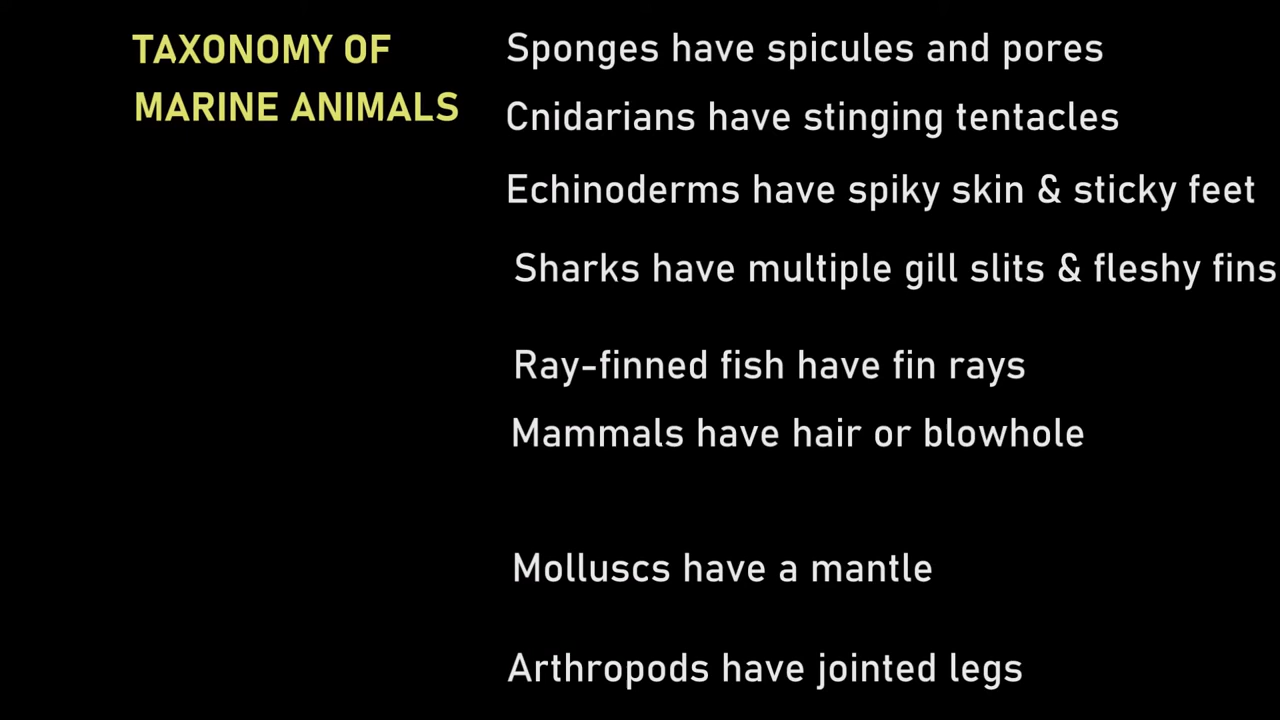 TAXONOMY OF
MARINE ANIMALS
Sponges have spicules and pores
Cnidarians have stinging tentacles
Echinoderms have spiky skin & sticky feet
Sharks have multiple gill slits & fleshy fins
Ray-finned fish have fin rays
Mammals have hair or blowhole
Molluscs have a mantle
Arthropods have jointed legs